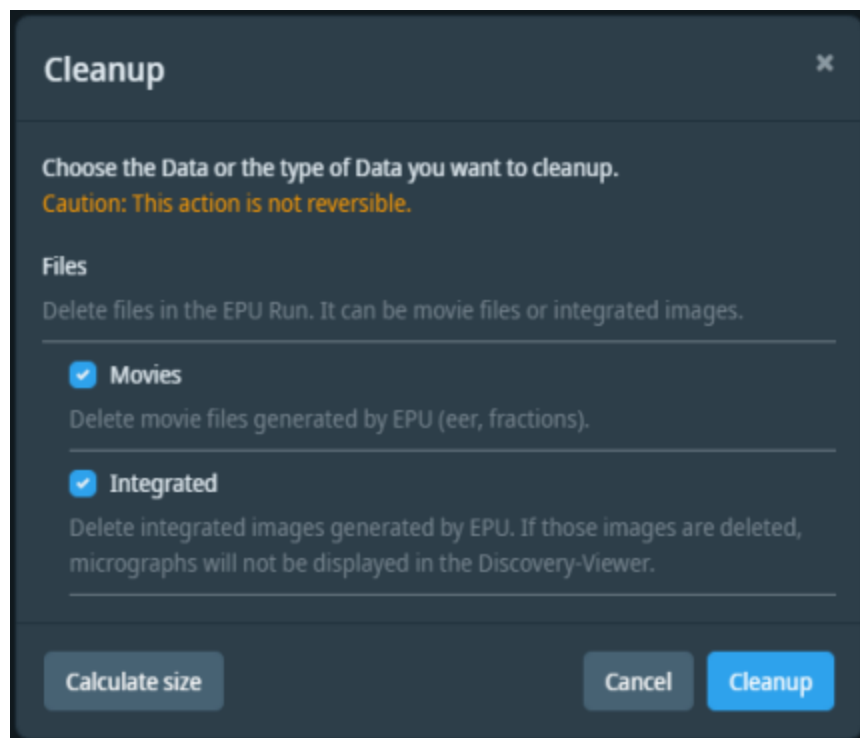 Cleanup
Choose the Data or the type of Data you want to cleanup.
Caution: This action is not reversible.
Files
Delete files in the EPU Run. It can be movie files or integrated images.
Movies
Delete movie files generated by EPU (eer, fractions).
Integrated
Delete integrated images generated by EPU. If those images are deleted,
micrographs will not be displayed in the Discovery-Viewer.
Calculate size
Cancel
Cleanup